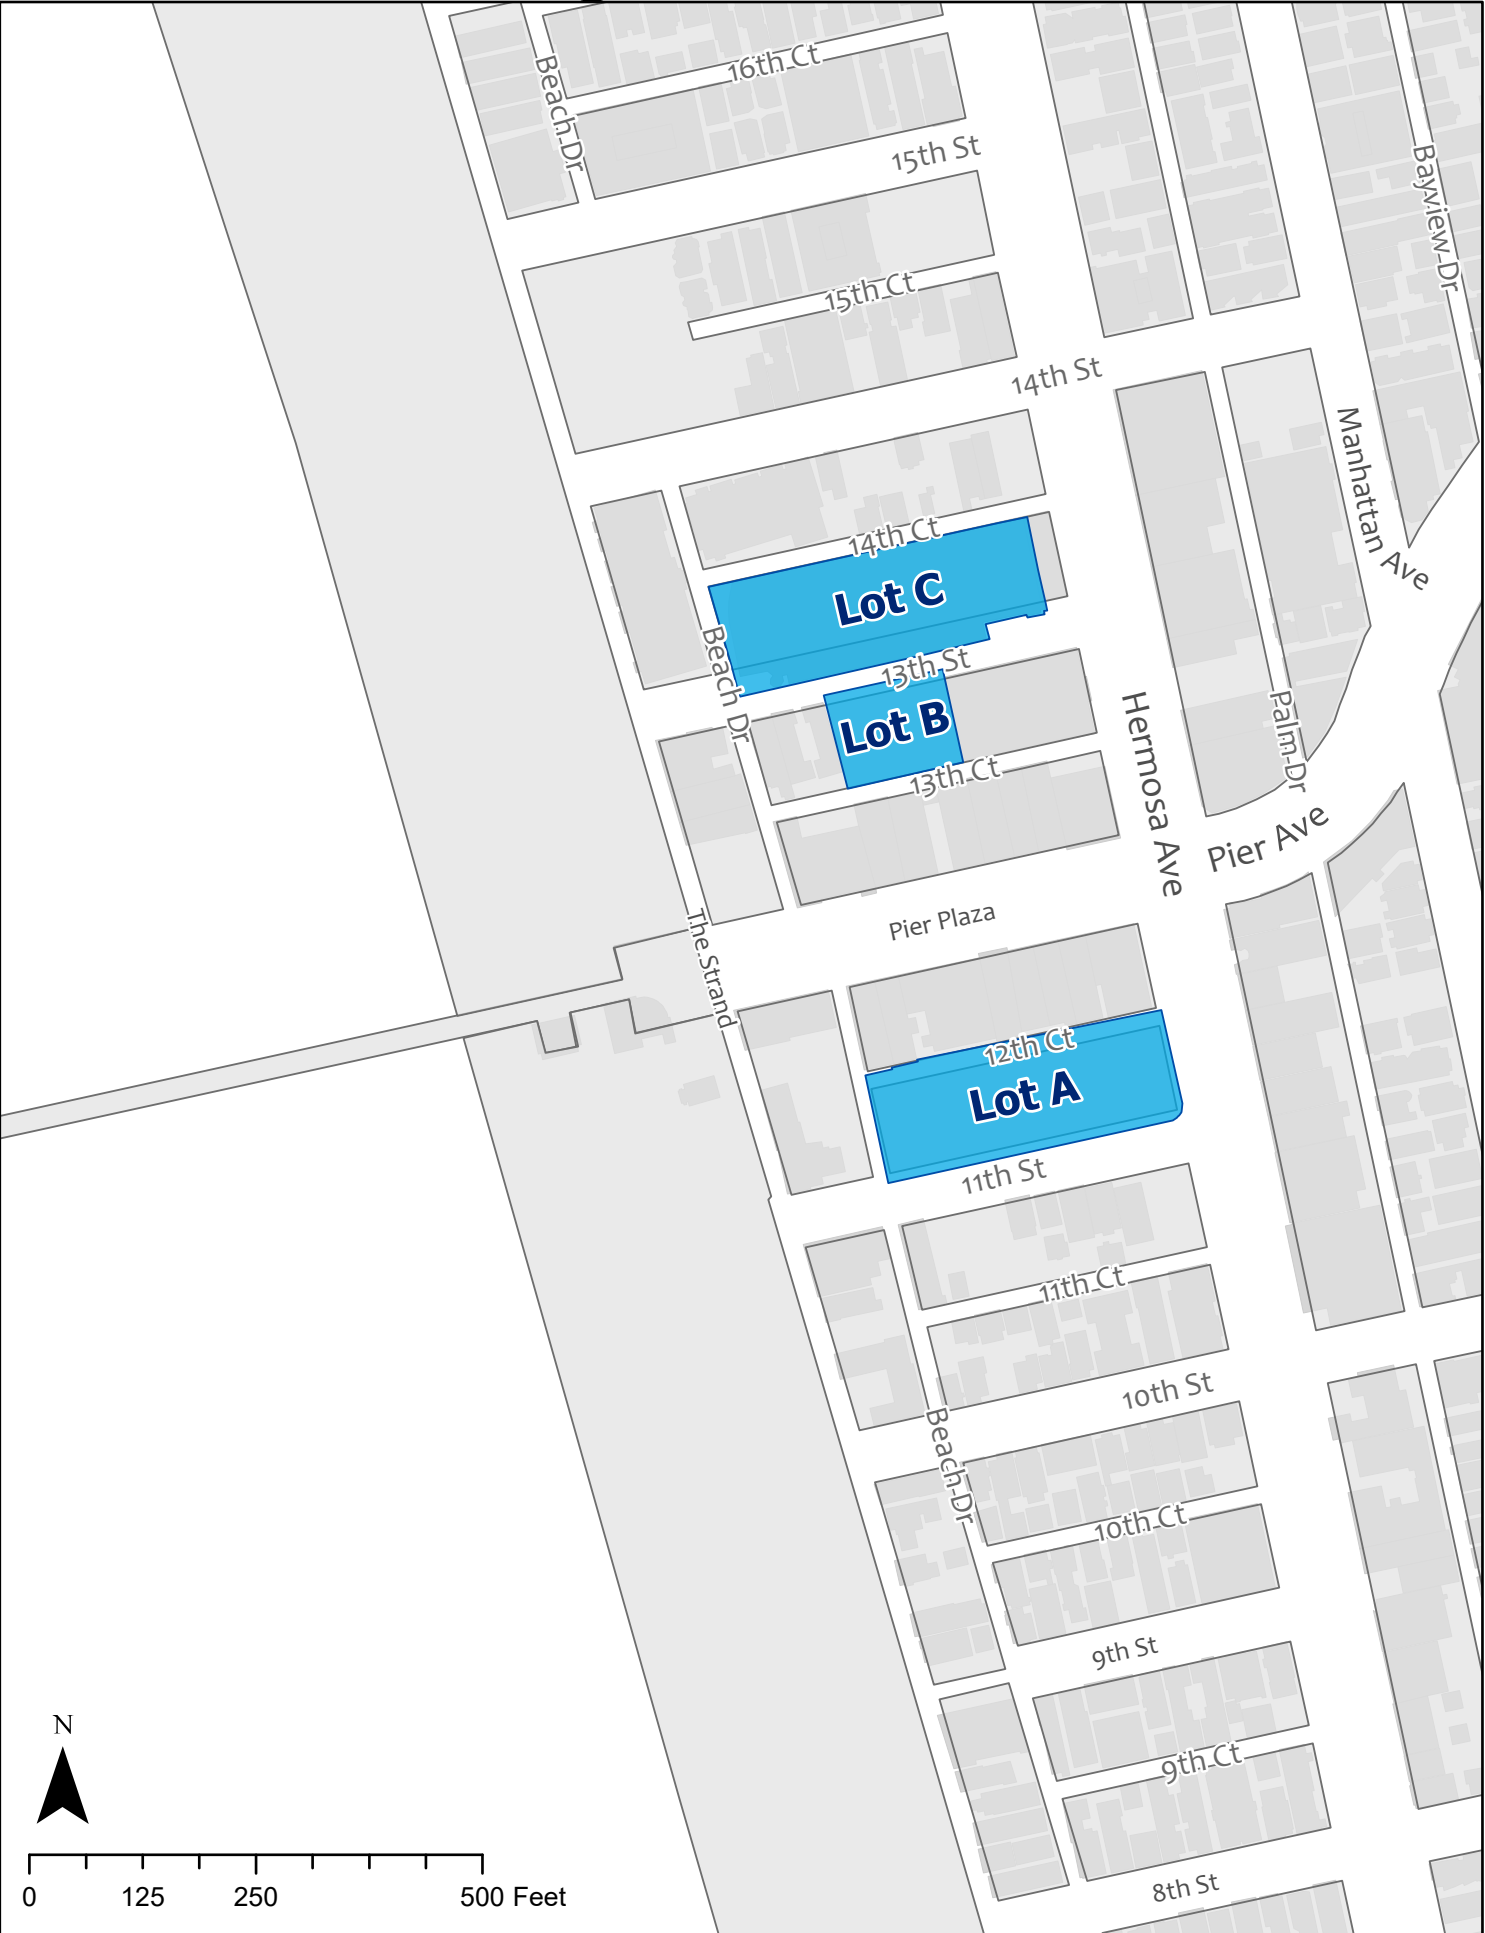 16th Ct
Beach Dr
15th St
Bayview Dr
15th Ct
14th St
Manhattan Ave
14th Ct
Lot C
Beach Dr
13th St
Lot B
13th Ct
Hermosa Ave
Palm Dr
Pier Ave
Pier Plaza
The Strand
12th Ct
Lot A
11th St
11th Ct
10th St
Beach Dr
10th Ct
9th St
9th Ct
8th St
N
0 125 250 500 Feet